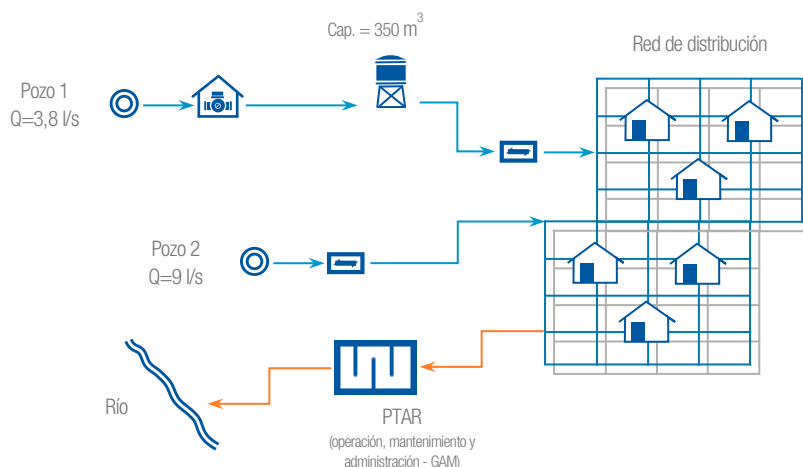 Cap. = 350 m³
Red de distribución
Pozo 1
Q=3,8 l/s
Pozo 2
Q=9 l/s
Río
PTAR
(operación, mantenimiento y
administración - GAM)